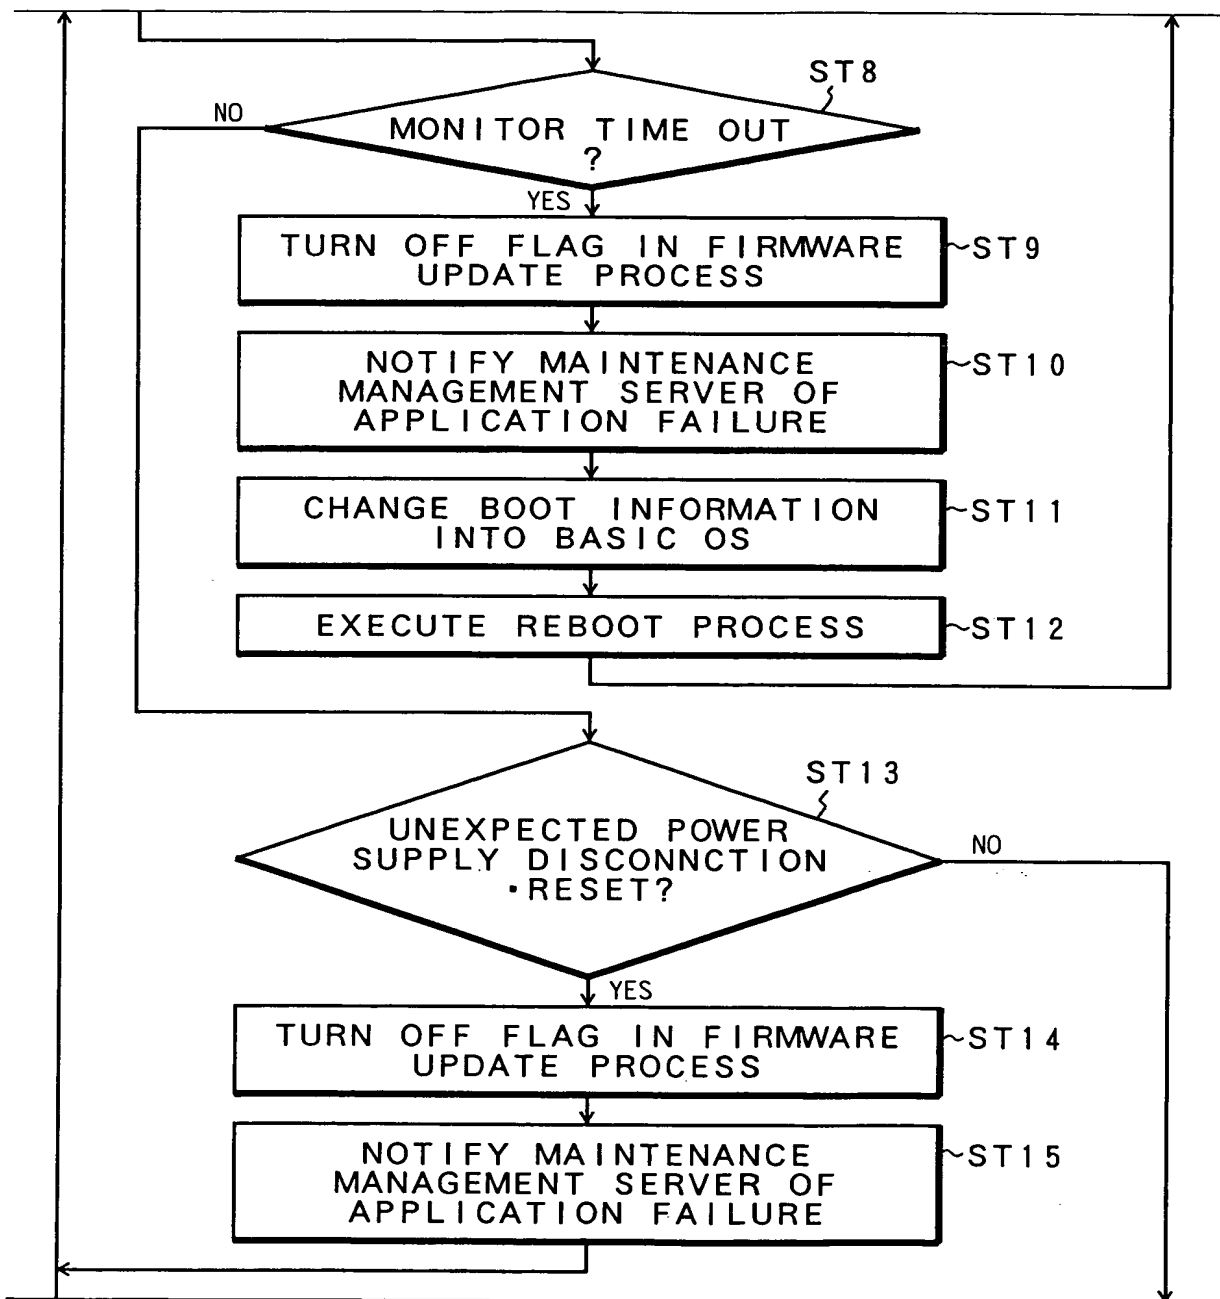 ST8
NO
MONITOR TIME OUT
?
YES
TURN OFF FLAG IN FIRMWARE
UPDATE PROCESS
ST9
NOTIFY MAINTENANCE
MANAGEMENT SERVER OF
APPLICATION FAILURE
ST10
CHANGE BOOT INFORMATION
INTO BASIC OS
ST11
EXECUTE REBOOT PROCESS
ST12
ST13
UNEXPECTED POWER
SUPPLY DISCONNCTION
・RESET?
NO
YES
TURN OFF FLAG IN FIRMWARE
UPDATE PROCESS
ST14
NOTIFY MAINTENANCE
MANAGEMENT SERVER OF
APPLICATION FAILURE
ST15